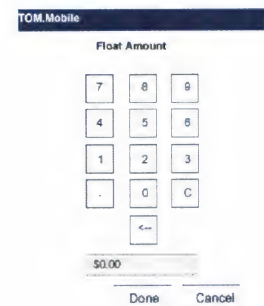 TOM.Mobile
Float Amount
7 8 9
4 5 6
1 2 3
. 0 C
<--
$0.00
Done Cancel